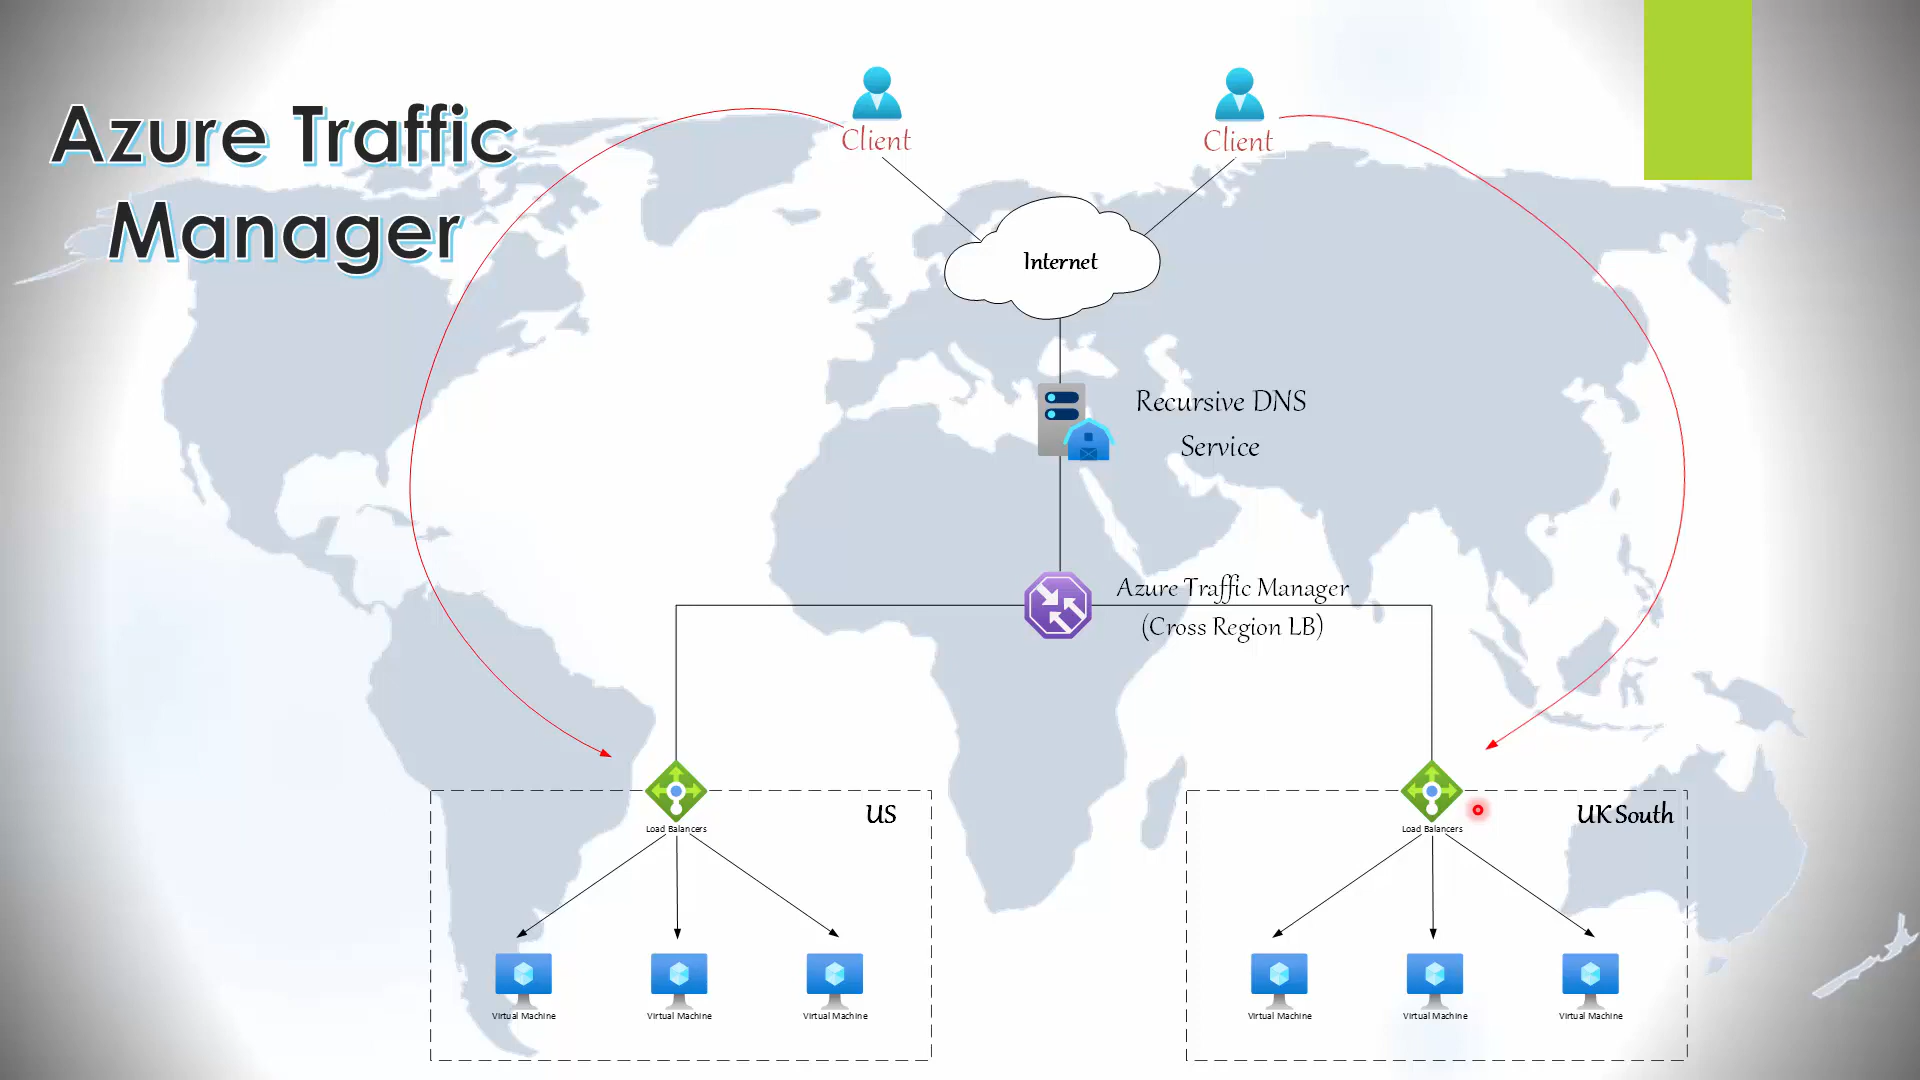 Azure Traffic
Manager
Client
Client
Internet
Recursive DNS
Service
Azure Traffic Manager
(Cross Region LB)
US
UK South
Load Balancers
Load Balancers
Virtual Machine
Virtual Machine
Virtual Machine
Virtual Machine
Virtual Machine
Virtual Machine